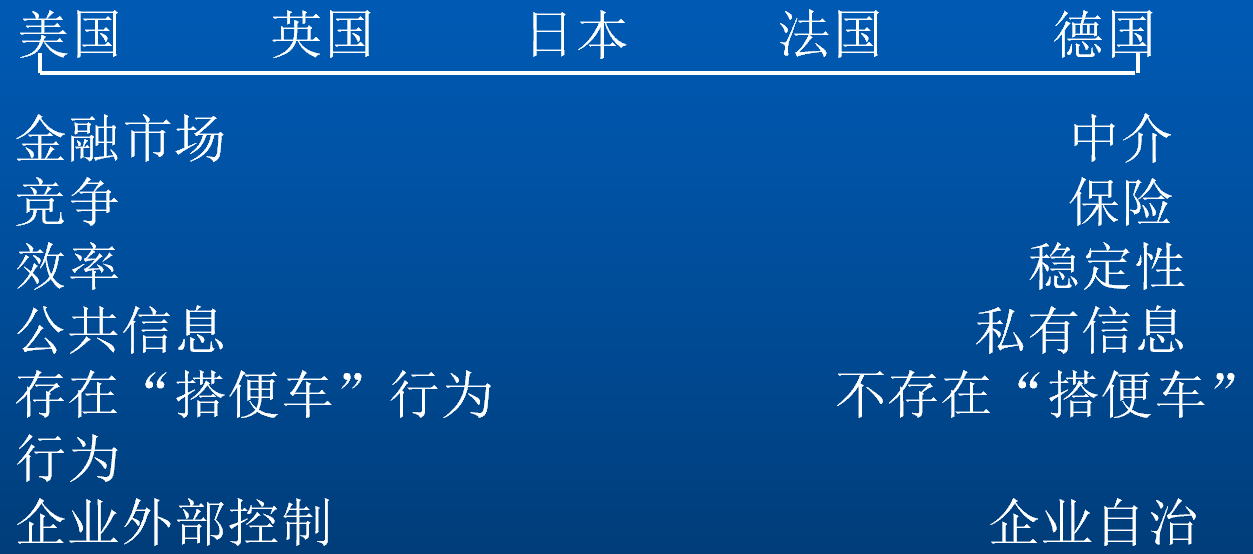 美国 英国 日本 法国 德国
金融市场 中介
竞争 保险
效率 稳定性
公共信息 私有信息
存在“搭便车”行为 不存在“搭便车”
行为
企业外部控制 企业自治